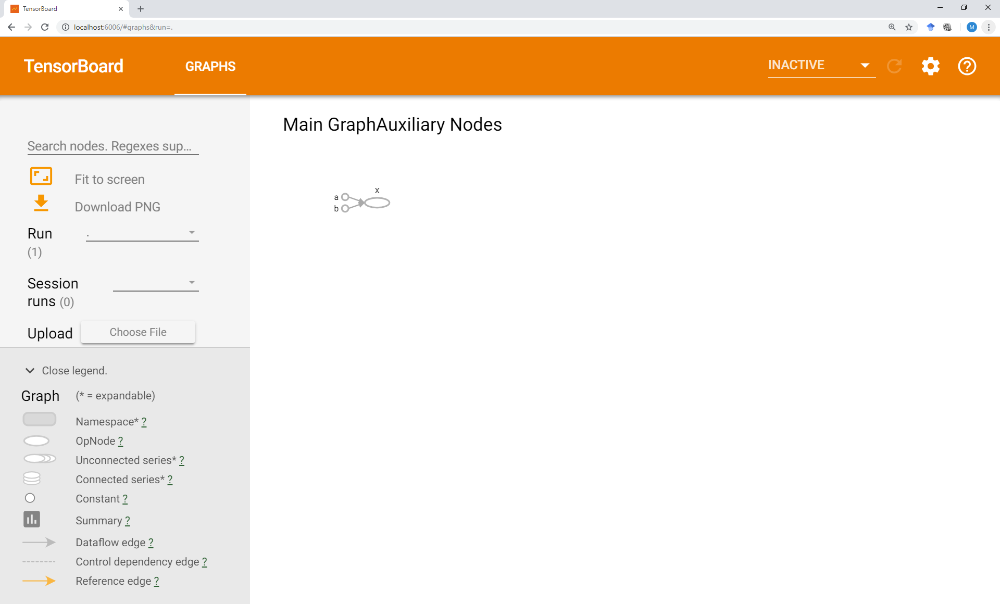 TensorBoard
localhost:6006/#graphs&run=.
M
TensorBoard
GRAPHS
INACTIVE
Search nodes. Regexes sup...
Fit to screen
Download PNG
Run
(1)
.
Session
runs (0)
Upload
Choose File
Close legend.
Graph (* = expandable)
Namespace* ?
OpNode ?
Unconnected series* ?
Connected series* ?
Constant ?
Summary ?
Dataflow edge ?
Control dependency edge ?
Reference edge ?
Main GraphAuxiliary Nodes
x
a
b